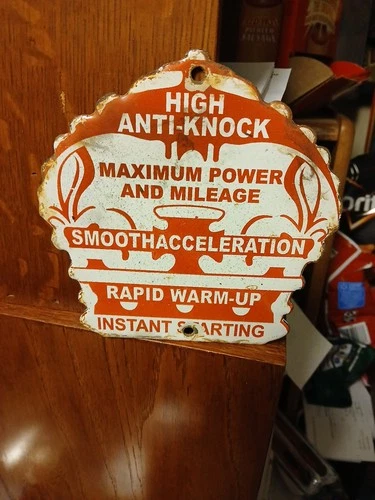 HIGH
ANTI-KNOCK
MAXIMUM POWER
AND MILEAGE
SMOOTHACCELERATION
RAPID WARM-UP
INSTANT STARTING